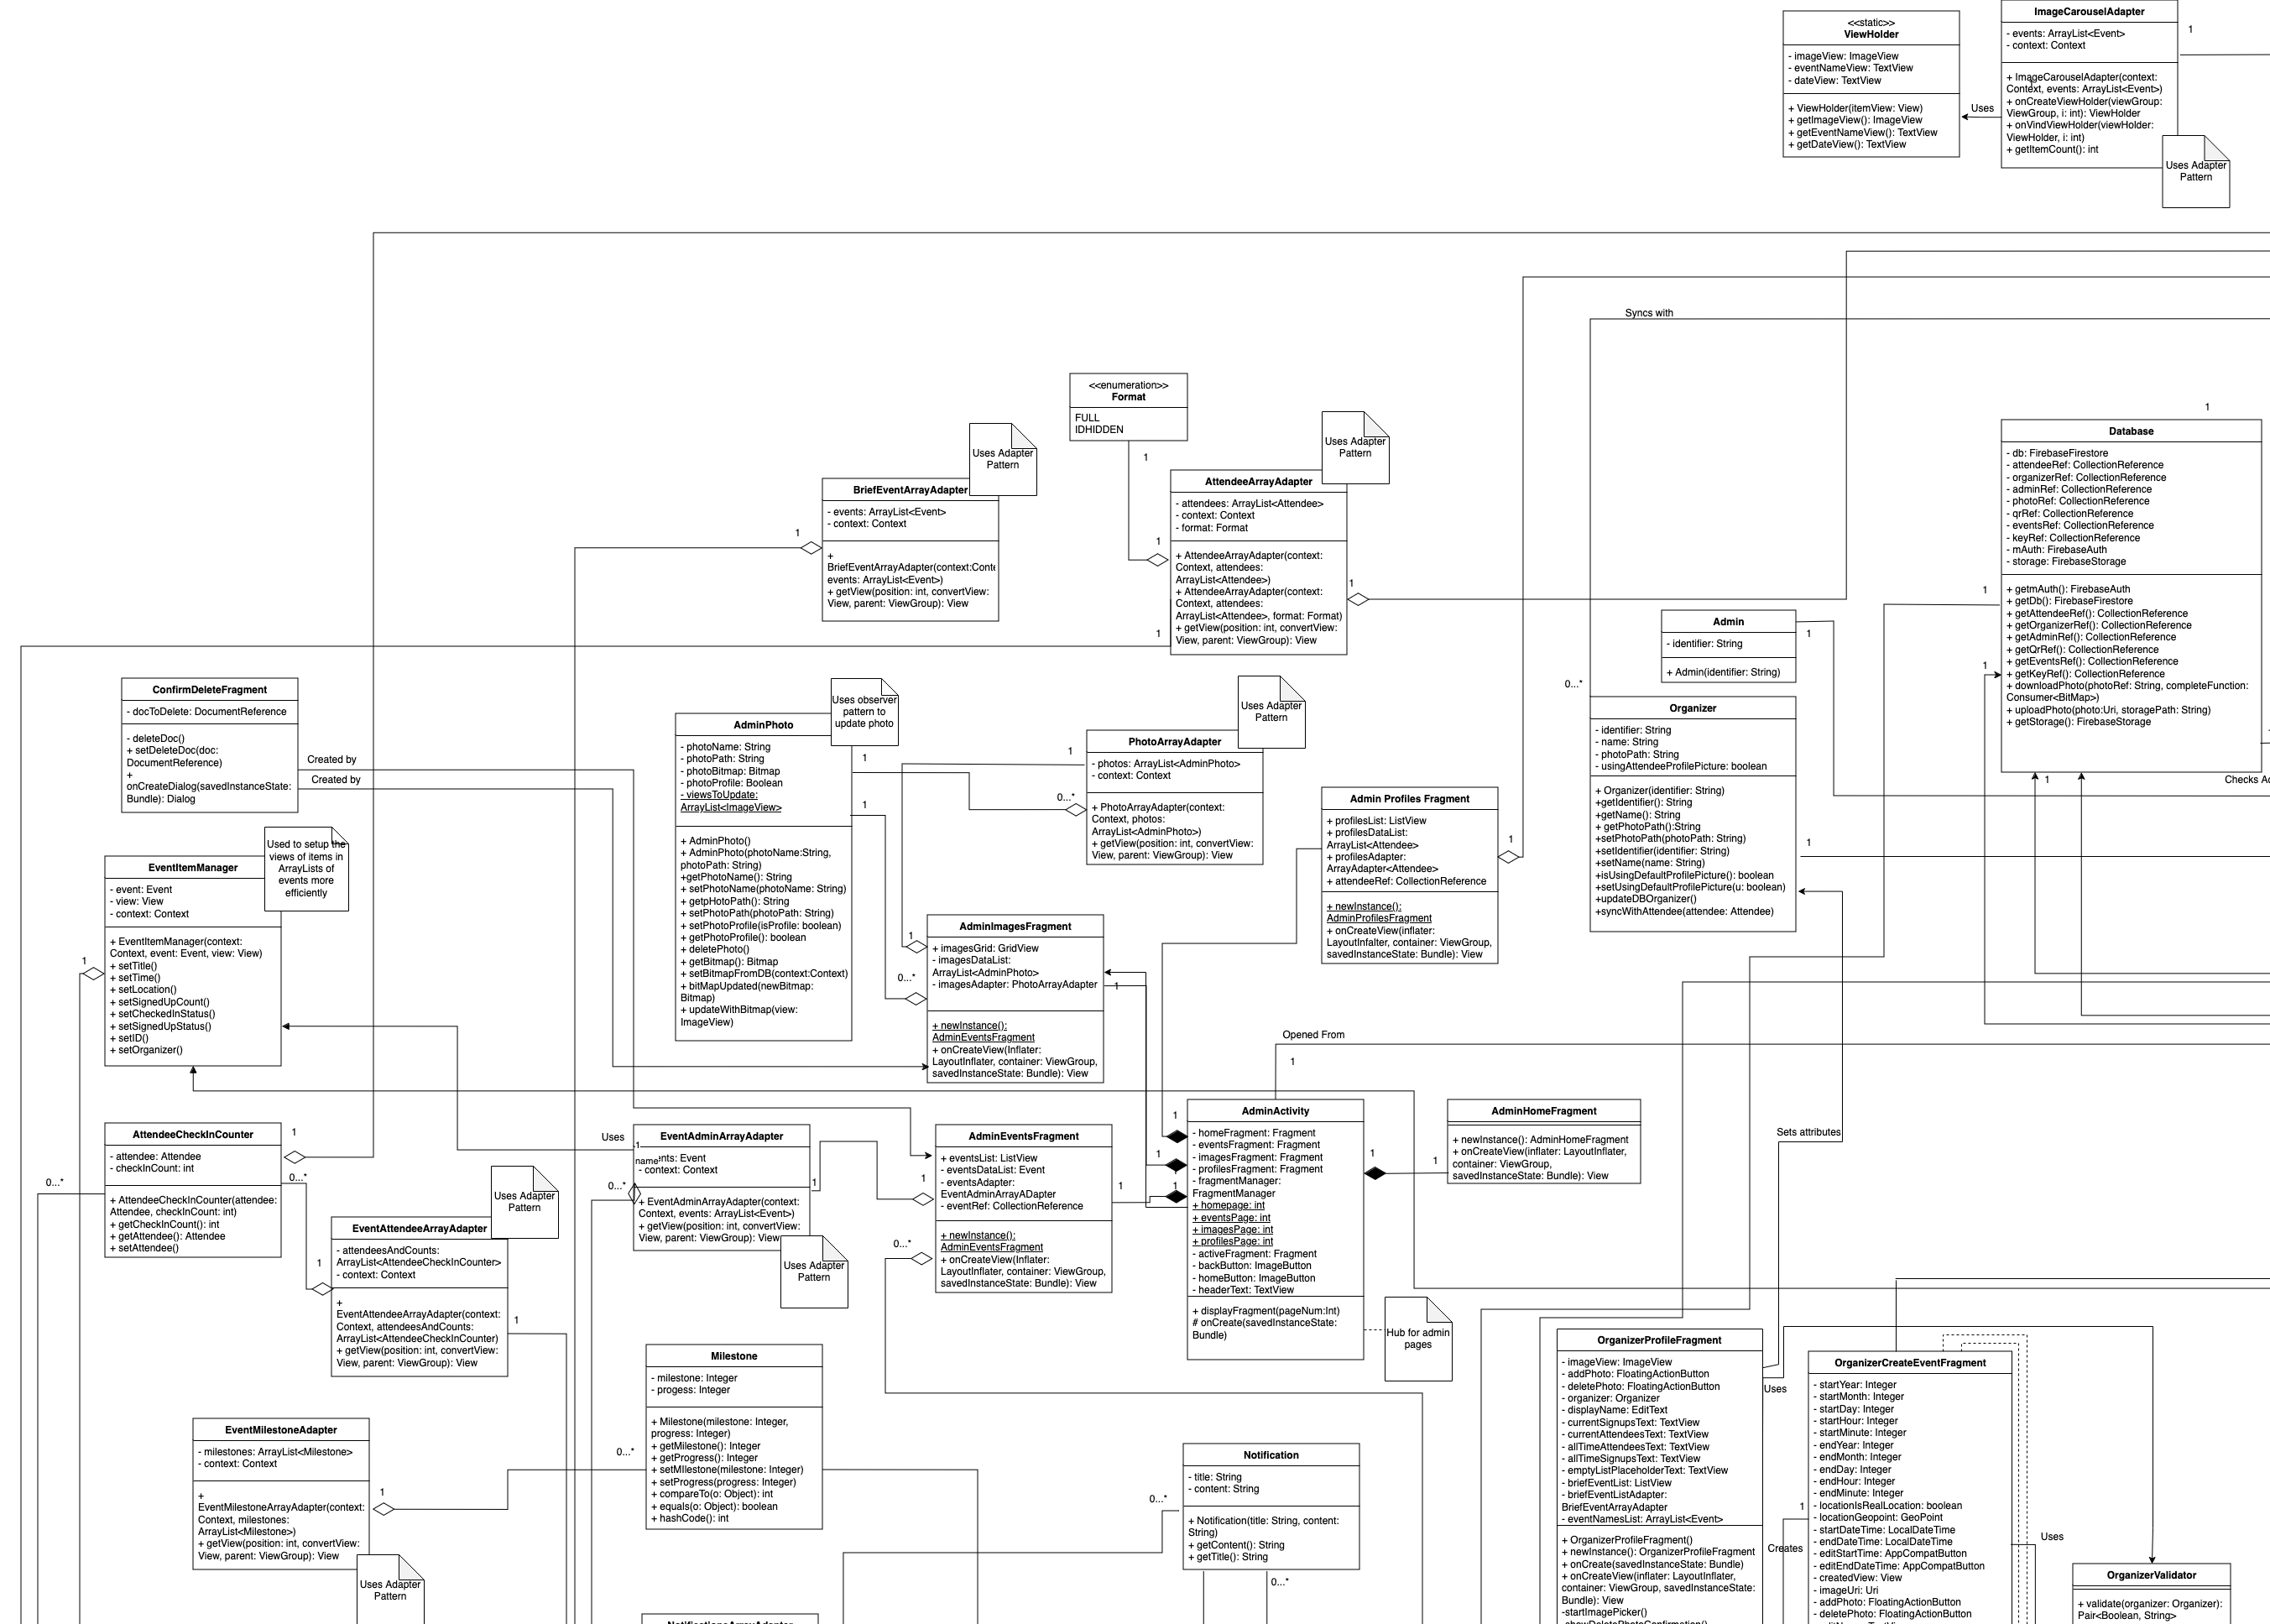 <<static>>
ViewHolder
- imageView: ImageView
- eventNameView: TextView
- dateView: TextView
+ ViewHolder(itemView: View)
+ getImageView(): ImageView
+ getEventNameView(): TextView
+ getDateView(): TextView
Uses
ImageCarouselAdapter
- events: ArrayList<Event>
- context: Context
+ ImageCarouselAdapter(context:
Context, events: ArrayList<Event>)
+ onCreateViewHolder(viewGroup:
ViewGroup, i: int): ViewHolder
+ onVindViewHolder(viewHolder:
ViewHolder, i: int)
+ getItemCount(): int
1
Uses Adapter
Pattern
Syncs with
<<enumeration>>
Format
FULL
IDHIDDEN
1
Uses Adapter
Pattern
BriefEventArrayAdapter
- events: ArrayList<Event>
- context: Context
+
BriefEventArrayAdapter(context:Conte
events: ArrayList<Event>)
+ getView(position: int, convertView:
View, parent: ViewGroup): View
1
Uses Adapter
Pattern
AttendeeArrayAdapter
- attendees: ArrayList<Attendee>
- context: Context
- format: Format
+ AttendeeArrayAdapter(context:
Context, attendees:
ArrayList<Attendee>)
+ AttendeeArrayAdapter(context:
Context, attendees:
ArrayList<Attendee>, format: Format)
+ getView(position: int, convertView:
View, parent: ViewGroup): View
1
1
1
1
Database
- db: FirebaseFirestore
- attendeeRef: CollectionReference
- organizerRef: CollectionReference
- adminRef: CollectionReference
- photoRef: CollectionReference
- qrRef: CollectionReference
- eventsRef: CollectionReference
- keyRef: CollectionReference
- mAuth: FirebaseAuth
- storage: FirebaseStorage
+ getmAuth(): FirebaseAuth
+ getDb(): FirebaseFirestore
+ getAttendeeRef(): CollectionReference
+ getOrganizerRef(): CollectionReference
+ getAdminRef(): CollectionReference
+ getQrRef(): CollectionReference
+ getEventsRef(): CollectionReference
+ getKeyRef(): CollectionReference
+ downloadPhoto(photoRef: String, completeFunction:
Consumer<BitMap>)
+ uploadPhoto(photo:Uri, storagePath: String)
+ getStorage(): FirebaseStorage
1
1
1
Checks Ad
Admin
- identifier: String
+ Admin(identifier: String)
1
0...*
Organizer
- identifier: String
- name: String
- photoPath: String
- usingAttendeeProfilePicture: boolean
+ Organizer(identifier: String)
+getIdentifier(): String
+getName(): String
+ getPhotoPath():String
+setPhotoPath(photoPath: String)
+setIdentifier(identifier: String)
+setName(name: String)
+isUsingDefaultProfilePicture(): boolean
+setUsingDefaultProfilePicture(u: boolean)
+updateDBOrganizer()
+syncWithAttendee(attendee: Attendee)
1
ConfirmDeleteFragment
- docToDelete: DocumentReference
- deleteDoc()
+ setDeleteDoc(doc:
DocumentReference)
+
onCreateDialog(savedInstanceState:
Bundle): Dialog
Created by
Created by
AdminPhoto
- photoName: String
- photoPath: String
- photoBitmap: Bitmap
- photoProfile: Boolean
- viewsToUpdate:
ArrayList<ImageView>
+ AdminPhoto()
+ AdminPhoto(photoName:String,
photoPath: String)
+getPhotoName(): String
+ setPhotoName(photoName: String)
+ getpHotoPath(): String
+ setPhotoPath(photoPath: String)
+ setPhotoProfile(isProfile: boolean)
+ getPhotoProfile(): boolean
+ deletePhoto()
+ getBitmap(): Bitmap
+ setBitmapFromDB(context:Context)
+ bitMapUpdated(newBitmap:
Bitmap)
+ updateWithBitmap(view:
ImageView)
Uses observer
pattern to
update photo
1
1
PhotoArrayAdapter
- photos: ArrayList<AdminPhoto>
- context: Context
+ PhotoArrayAdapter(context:
Context, photos:
ArrayList<AdminPhoto>)
+ getView(position: int, convertView:
View, parent: ViewGroup): View
Uses Adapter
Pattern
1
0...*
Admin Profiles Fragment
+ profilesList: ListView
+ profilesDataList:
ArrayList<Attendee>
+ profilesAdapter:
ArrayAdapter<Attendee>
+ attendeeRef: CollectionReference
+ newInstance():
AdminProfilesFragment
+ onCreateView(inflater:
LayoutInfalter, container: ViewGroup,
savedInstanceState: Bundle): View
1
EventItemManager
- event: Event
- view: View
- context: Context
+ EventItemManager(context:
Context, event: Event, view: View)
+ setTitle()
+ setTime()
+ setLocation()
+ setSignedUpCount()
+ setCheckedInStatus()
+ setSignedUpStatus()
+ setID()
+ setOrganizer()
Used to setup the
views of items in
ArrayLists of
events more
efficiently
1
AdminImagesFragment
+ imagesGrid: GridView
- imagesDataList:
ArrayList<AdminPhoto>
- imagesAdapter: PhotoArrayAdapter
+ newInstance():
AdminEventsFragment
+ onCreateView(Inflater:
LayoutInflater, container: ViewGroup,
savedInstanceState: Bundle): View
1
0...*
1
Opened From
1
AdminActivity
- homeFragment: Fragment
- eventsFragment: Fragment
- imagesFragment: Fragment
- profilesFragment: Fragment
- fragmentManager:
FragmentManager
+ homepage: int
+ eventsPage: int
+ imagesPage: int
+ profilesPage: int
- activeFragment: Fragment
- backButton: ImageButton
- homeButton: ImageButton
- headerText: TextView
+ displayFragment(pageNum:Int)
# onCreate(savedInstanceState:
Bundle)
1
1
1
1
1
Hub for admin
pages
AdminHomeFragment
+ newInstance(): AdminHomeFragment
+ onCreateView(inflater: LayoutInflater,
container: ViewGroup,
savedInstanceState: Bundle): View
Sets attributes
AttendeeCheckInCounter
- attendee: Attendee
- checkInCount: int
+ AttendeeCheckInCounter(attendee:
Attendee, checkInCount: int)
+ getCheckInCount(): int
+ getAttendee(): Attendee
+ setAttendee()
1
0...*
0...*
Uses
EventAdminArrayAdapter
1
name
nts: Event
- context: Context
+ EventAdminArrayAdapter(context:
Context, events: ArrayList<Event>)
+ getView(position: int, convertView:
View, parent: ViewGroup): View
0...*
1
Uses Adapter
Pattern
AdminEventsFragment
+ eventsList: ListView
- eventsDataList: Event
- eventsAdapter:
EventAdminArrayADapter
- eventRef: CollectionReference
+ newInstance():
AdminEventsFragment
+ onCreateView(Inflater:
LayoutInflater, container: ViewGroup,
savedInstanceState: Bundle): View
1
1
0...*
Uses Adapter
Pattern
EventAttendeeArrayAdapter
- attendeesAndCounts:
ArrayList<AttendeeCheckInCounter>
- context: Context
+
EventAttendeeArrayAdapter(context:
Context, attendeesAndCounts:
ArrayList<AttendeeCheckInCounter)
+ getView(position: int, convertView:
View, parent: ViewGroup): View
1
1
Milestone
- milestone: Integer
- progess: Integer
+ Milestone(milestone: Integer,
progress: Integer)
+ getMilestone(): Integer
+ getProgress(): Integer
+ setMIlestone(milestone: Integer)
+ setProgress(progress: Integer)
+ compareTo(o: Object): int
+ equals(o: Object): boolean
+ hashCode(): int
0...*
EventMilestoneAdapter
- milestones: ArrayList<Milestone>
- context: Context
+
EventMilestoneArrayAdapter(context:
Context, milestones:
ArrayList<Milestone>)
+ getView(position: int, convertView:
View, parent: ViewGroup): View
1
Uses Adapter
Pattern
Notification
- title: String
- content: String
+ Notification(title: String, content:
String)
+ getContent(): String
+ getTitle(): String
0...*
0...*
OrganizerProfileFragment
- imageView: ImageView
- addPhoto: FloatingActionButton
- deletePhoto: FloatingActionButton
- organizer: Organizer
- displayName: EditText
- currentSignupsText: TextView
- currentAttendeesText: TextView
- allTimeAttendeesText: TextView
- allTimeSignupsText: TextView
- emptyListPlaceholderText: TextView
- briefEventList: ListView
- briefEventListAdapter:
BriefEventArrayAdapter
- eventNamesList: ArrayList<Event>
+ OrganizerProfileFragment()
+ newInstance(): OrganizerProfileFragment
+ onCreate(savedInstanceState: Bundle)
+ onCreateView(inflater: LayoutInflater,
container: ViewGroup, savedInstanceState:
Bundle): View
-startImagePicker()
Uses
OrganizerCreateEventFragment
- startYear: Integer
- startMonth: Integer
- startDay: Integer
- startHour: Integer
- startMinute: Integer
- endYear: Integer
- endMonth: Integer
- endDay: Integer
- endHour: Integer
- endMinute: Integer
- locationIsRealLocation: boolean
- locationGeopoint: GeoPoint
- startDateTime: LocalDateTime
- endDateTime: LocalDateTime
- editStartTime: AppCompatButton
- editEndDateTime: AppCompatButton
- createdView: View
- imageUri: Uri
- addPhoto: FloatingActionButton
- deletePhoto: FloatingActionButton
1
Creates
Uses
OrganizerValidator
+ validate(organizer: Organizer):
Pair<Boolean, String>